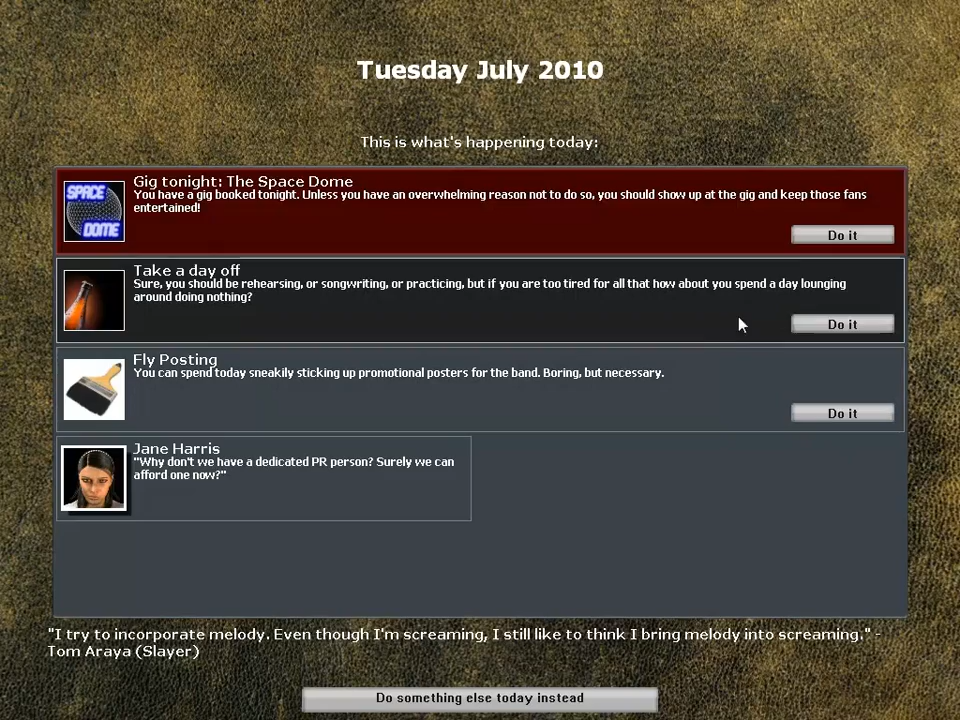 Tuesday July 2010
This is what's happening today:
SPACE
DOME
Gig tonight: The Space Dome
You have a gig booked tonight. Unless you have an overwhelming reason not to do so, you should show up at the gig and keep those fans
entertained!
Do it
Take a day off
Sure, you should be rehearsing, or songwriting, or practicing, but if you are too tired for all that how about you spend a day lounging
around doing nothing?
Do it
Fly Posting
You can spend today sneakily sticking up promotional posters for the band. Boring, but necessary.
Do it
Jane Harris
"Why don't we have a dedicated PR person? Surely we can
afford one now?"
"I try to incorporate melody. Even though I'm screaming, I still like to think I bring melody into screaming." -
Tom Araya (Slayer)
Do something else today instead